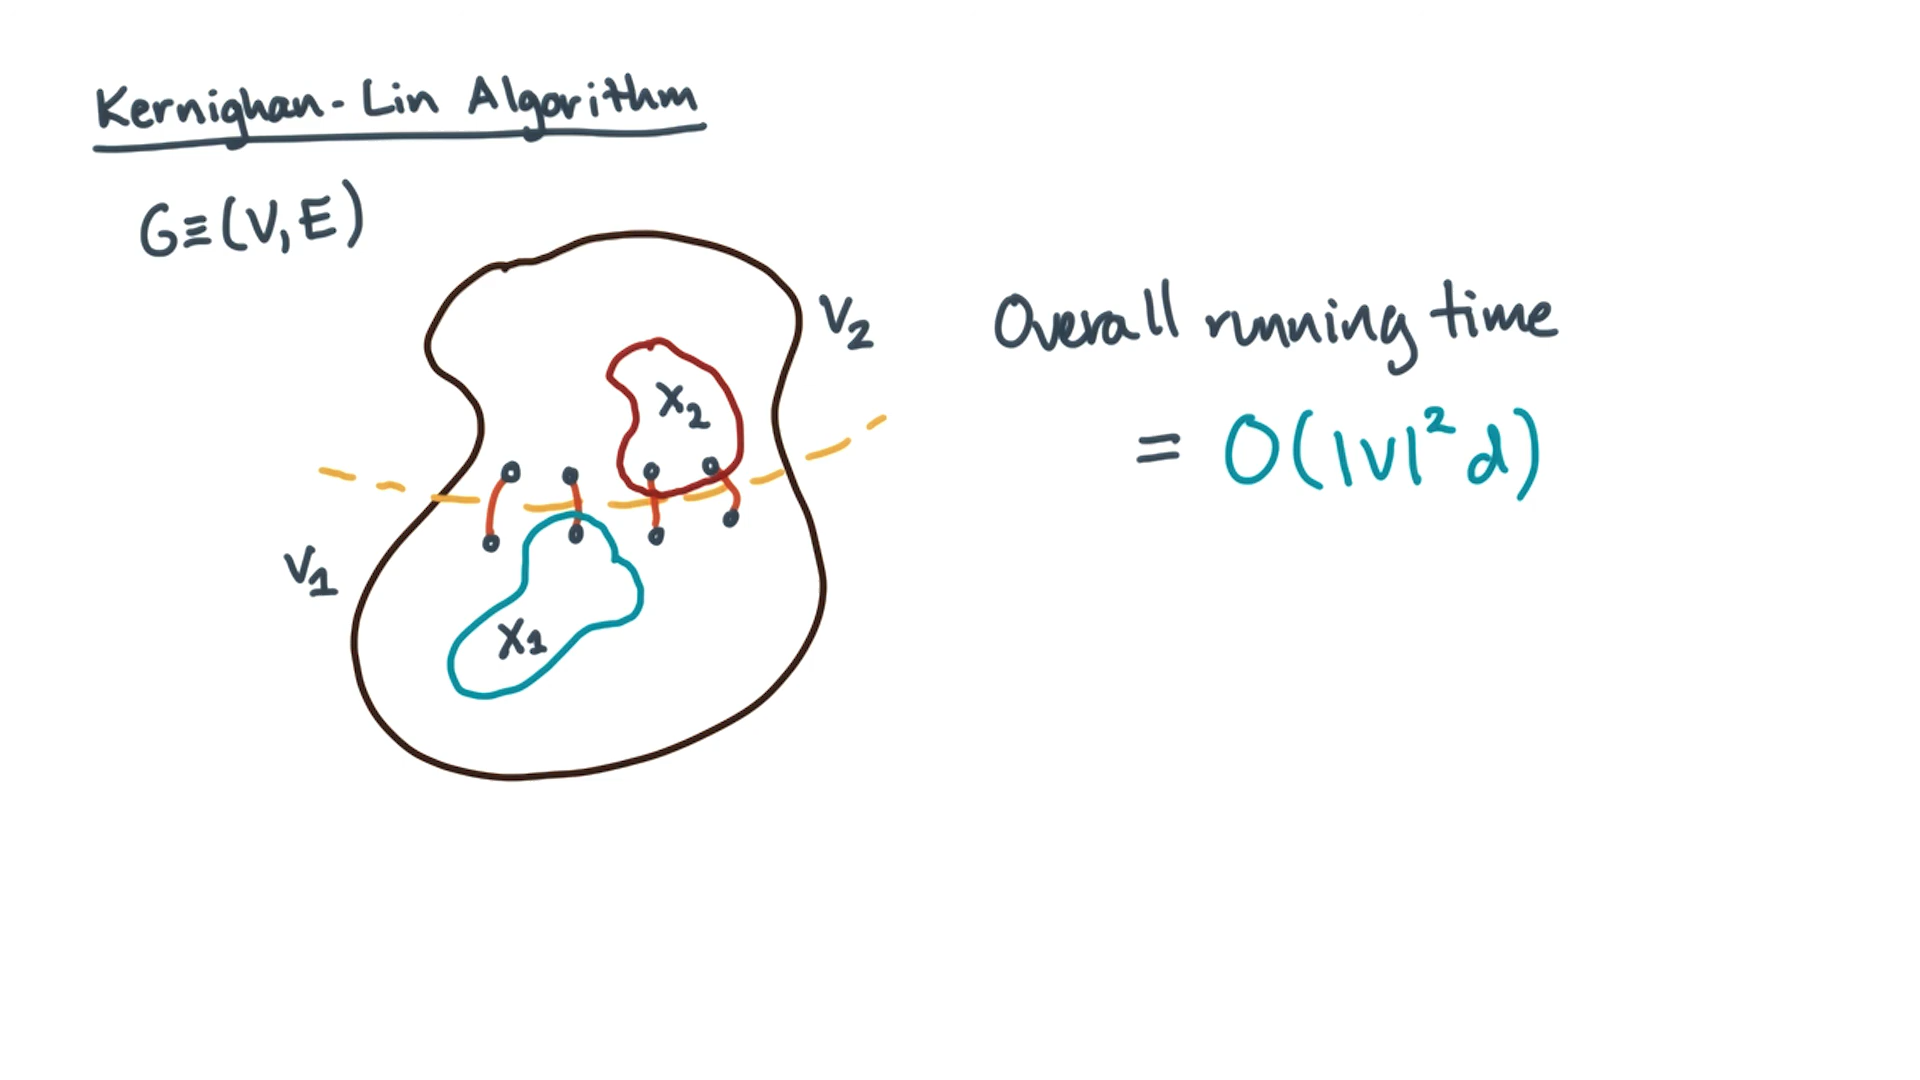 Kernighan-Lin Algorithm
G≡(V,E)
V₂
X₂
V₁
X₁
Overall running time
= O(|V|²d)